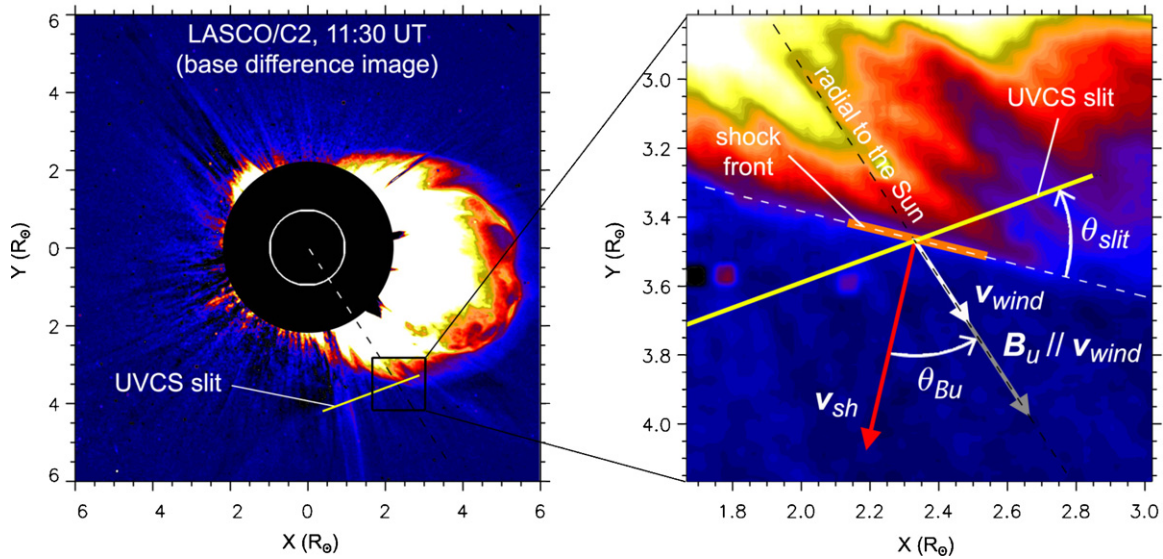 LASCO/C2, 11:30 UT
(base difference image)
UVCS slit
6
4
2
0
2
4
6
Y (R☉)
6 4 2 0 2 4 6
X (R☉)
radial to the Sun
UVCS slit
shock
front
θslit
vwind
Bu // vwind
θBu
vsh
3.0
3.2
3.4
3.6
3.8
4.0
Y (R☉)
1.8 2.0 2.2 2.4 2.6 2.8 3.0
X (R☉)